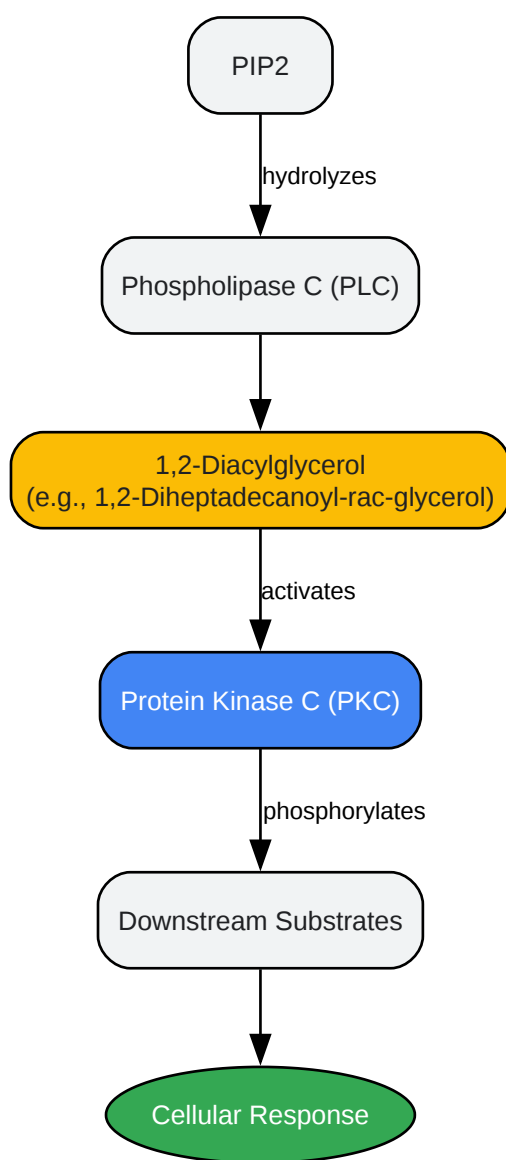 PIP2
hydrolyzes
Phospholipase C (PLC)
1,2-Diacylglycerol
(e.g., 1,2-Diheptadecanoyl-rac-glycerol)
activates
Protein Kinase C (PKC)
phosphorylates
Downstream Substrates
Cellular Response